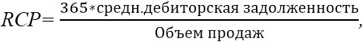 RCP= 365*средн.дебиторская задолженность / Объем продаж ,